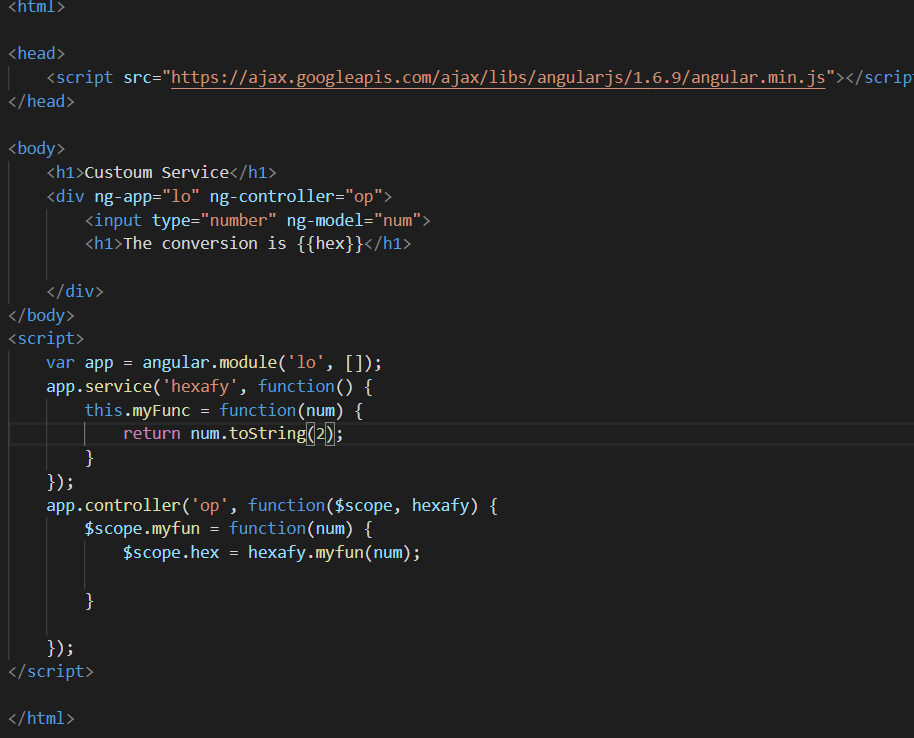 <html>
<head>
<script src="https://ajax.googleapis.com/ajax/libs/angularjs/1.6.9/angular.min.js"></scrip
</head>
<body>
<h1>Custoum Service</h1>
<div ng-app="lo" ng-controller="op">
<input type="number" ng-model="num">
<h1>The conversion is {{hex}}</h1>
</div>
</body>
<script>
var app = angular.module('lo', []);
app.service('hexafy', function() {
this.myFunc = function(num) {
return num.toString(2);
}
});
app.controller('op', function($scope, hexafy) {
$scope.myfun = function(num) {
$scope.hex = hexafy.myfun(num);
}
});
</script>
</html>